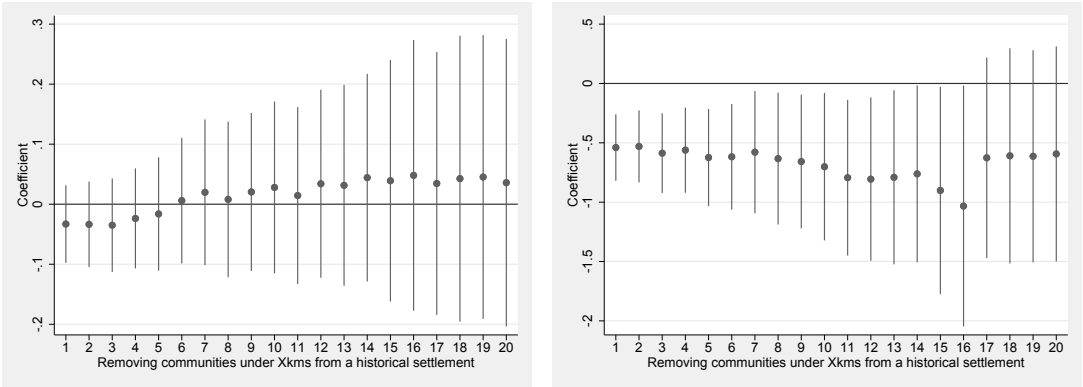 .3
.2
.1
0
-.1
-.2
Coefficient
1 2 3 4 5 6 7 8 9 10 11 12 13 14 15 16 17 18 19 20
Removing communities under Xkms from a historical settlement
.5
0
-.5
-1
-1.5
-2
Coefficient
1 2 3 4 5 6 7 8 9 10 11 12 13 14 15 16 17 18 19 20
Removing communities under Xkms from a historical settlement